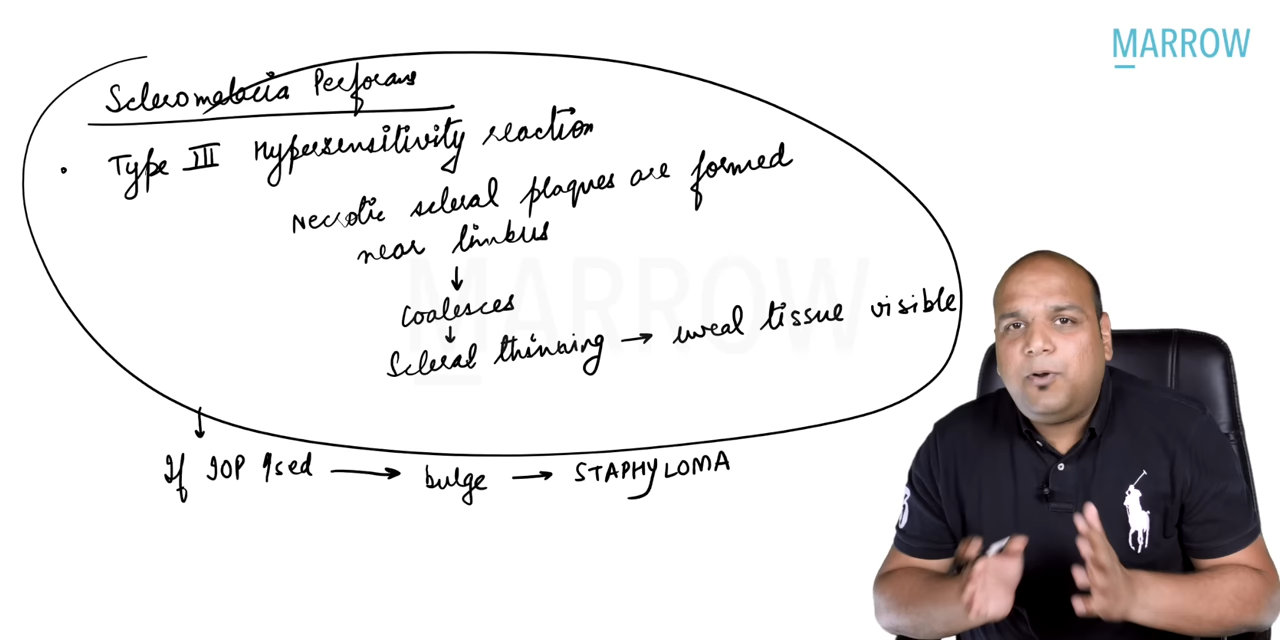 MARROW
Scleromalacia Perforans
• Type III Hypersensitivity reaction
Necrotic scleral plaques are formed
near limbus
↓
Coalesces
↓
Scleral thinning → uveal tissue visible
↓
If IOP ↑sed → bulge → STAPHYLOMA
MARROW